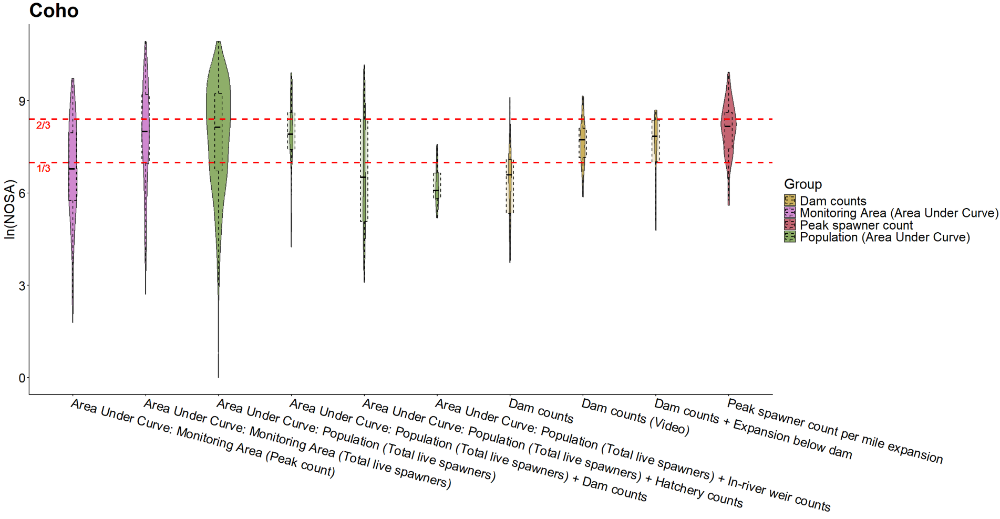 Coho
ln(NOSA)
9
6
3
0
2/3
1/3
Area Under Curve: Monitoring Area (Peak count)
Area Under Curve: Monitoring Area (Total live spawners)
Area Under Curve: Population (Total live spawners)
Area Under Curve: Population (Total live spawners) + Dam counts
Area Under Curve: Population (Total live spawners) + Hatchery counts
Area Under Curve: Population (Total live spawners) + In-river weir counts
Dam counts
Dam counts (Video)
Dam counts + Expansion below dam
Peak spawner count per mile expansion
Group
Dam counts
Monitoring Area (Area Under Curve)
Peak spawner count
Population (Area Under Curve)